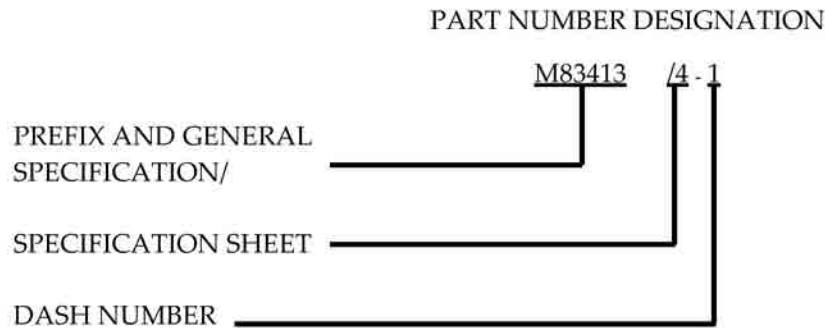 PART NUMBER DESIGNATION
M83413 /4 - 1
PREFIX AND GENERAL
SPECIFICATION/
SPECIFICATION SHEET
DASH NUMBER